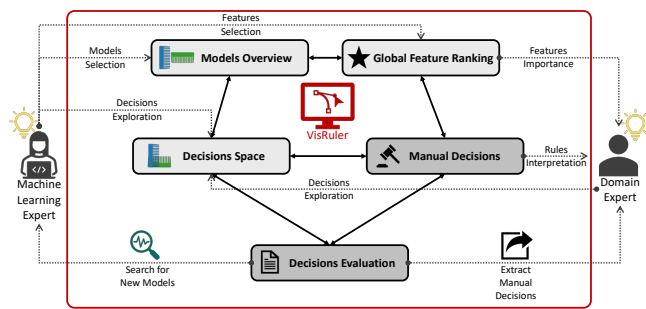 Features
Selection
Models
Selection
Models Overview
Global Feature Ranking
Features
Importance
Decisions
Exploration
VisRuler
Decisions Space
Manual Decisions
Rules
Interpretation
</>
Machine
Learning
Expert
Decisions
Exploration
Domain
Expert
Search for
New Models
Decisions Evaluation
Extract
Manual
Decisions